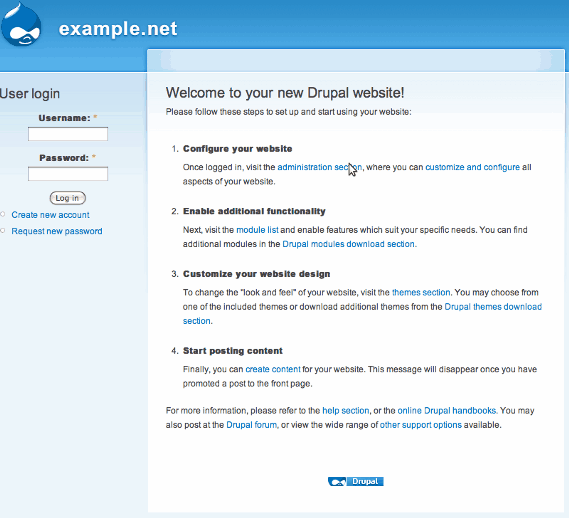 example.net
User login
Username: *
Password: *
Log in
Create new account
Request new password
Welcome to your new Drupal website!
Please follow these steps to set up and start using your website:
1. Configure your website
Once logged in, visit the administration section, where you can customize and configure all
aspects of your website.
2. Enable additional functionality
Next, visit the module list and enable features which suit your specific needs. You can find
additional modules in the Drupal modules download section.
3. Customize your website design
To change the "look and feel" of your website, visit the themes section. You may choose from
one of the included themes or download additional themes from the Drupal themes download
section.
4. Start posting content
Finally, you can create content for your website. This message will disappear once you have
promoted a post to the front page.
For more information, please refer to the help section, or the online Drupal handbooks. You may
also post at the Drupal forum, or view the wide range of other support options available.
Drupal